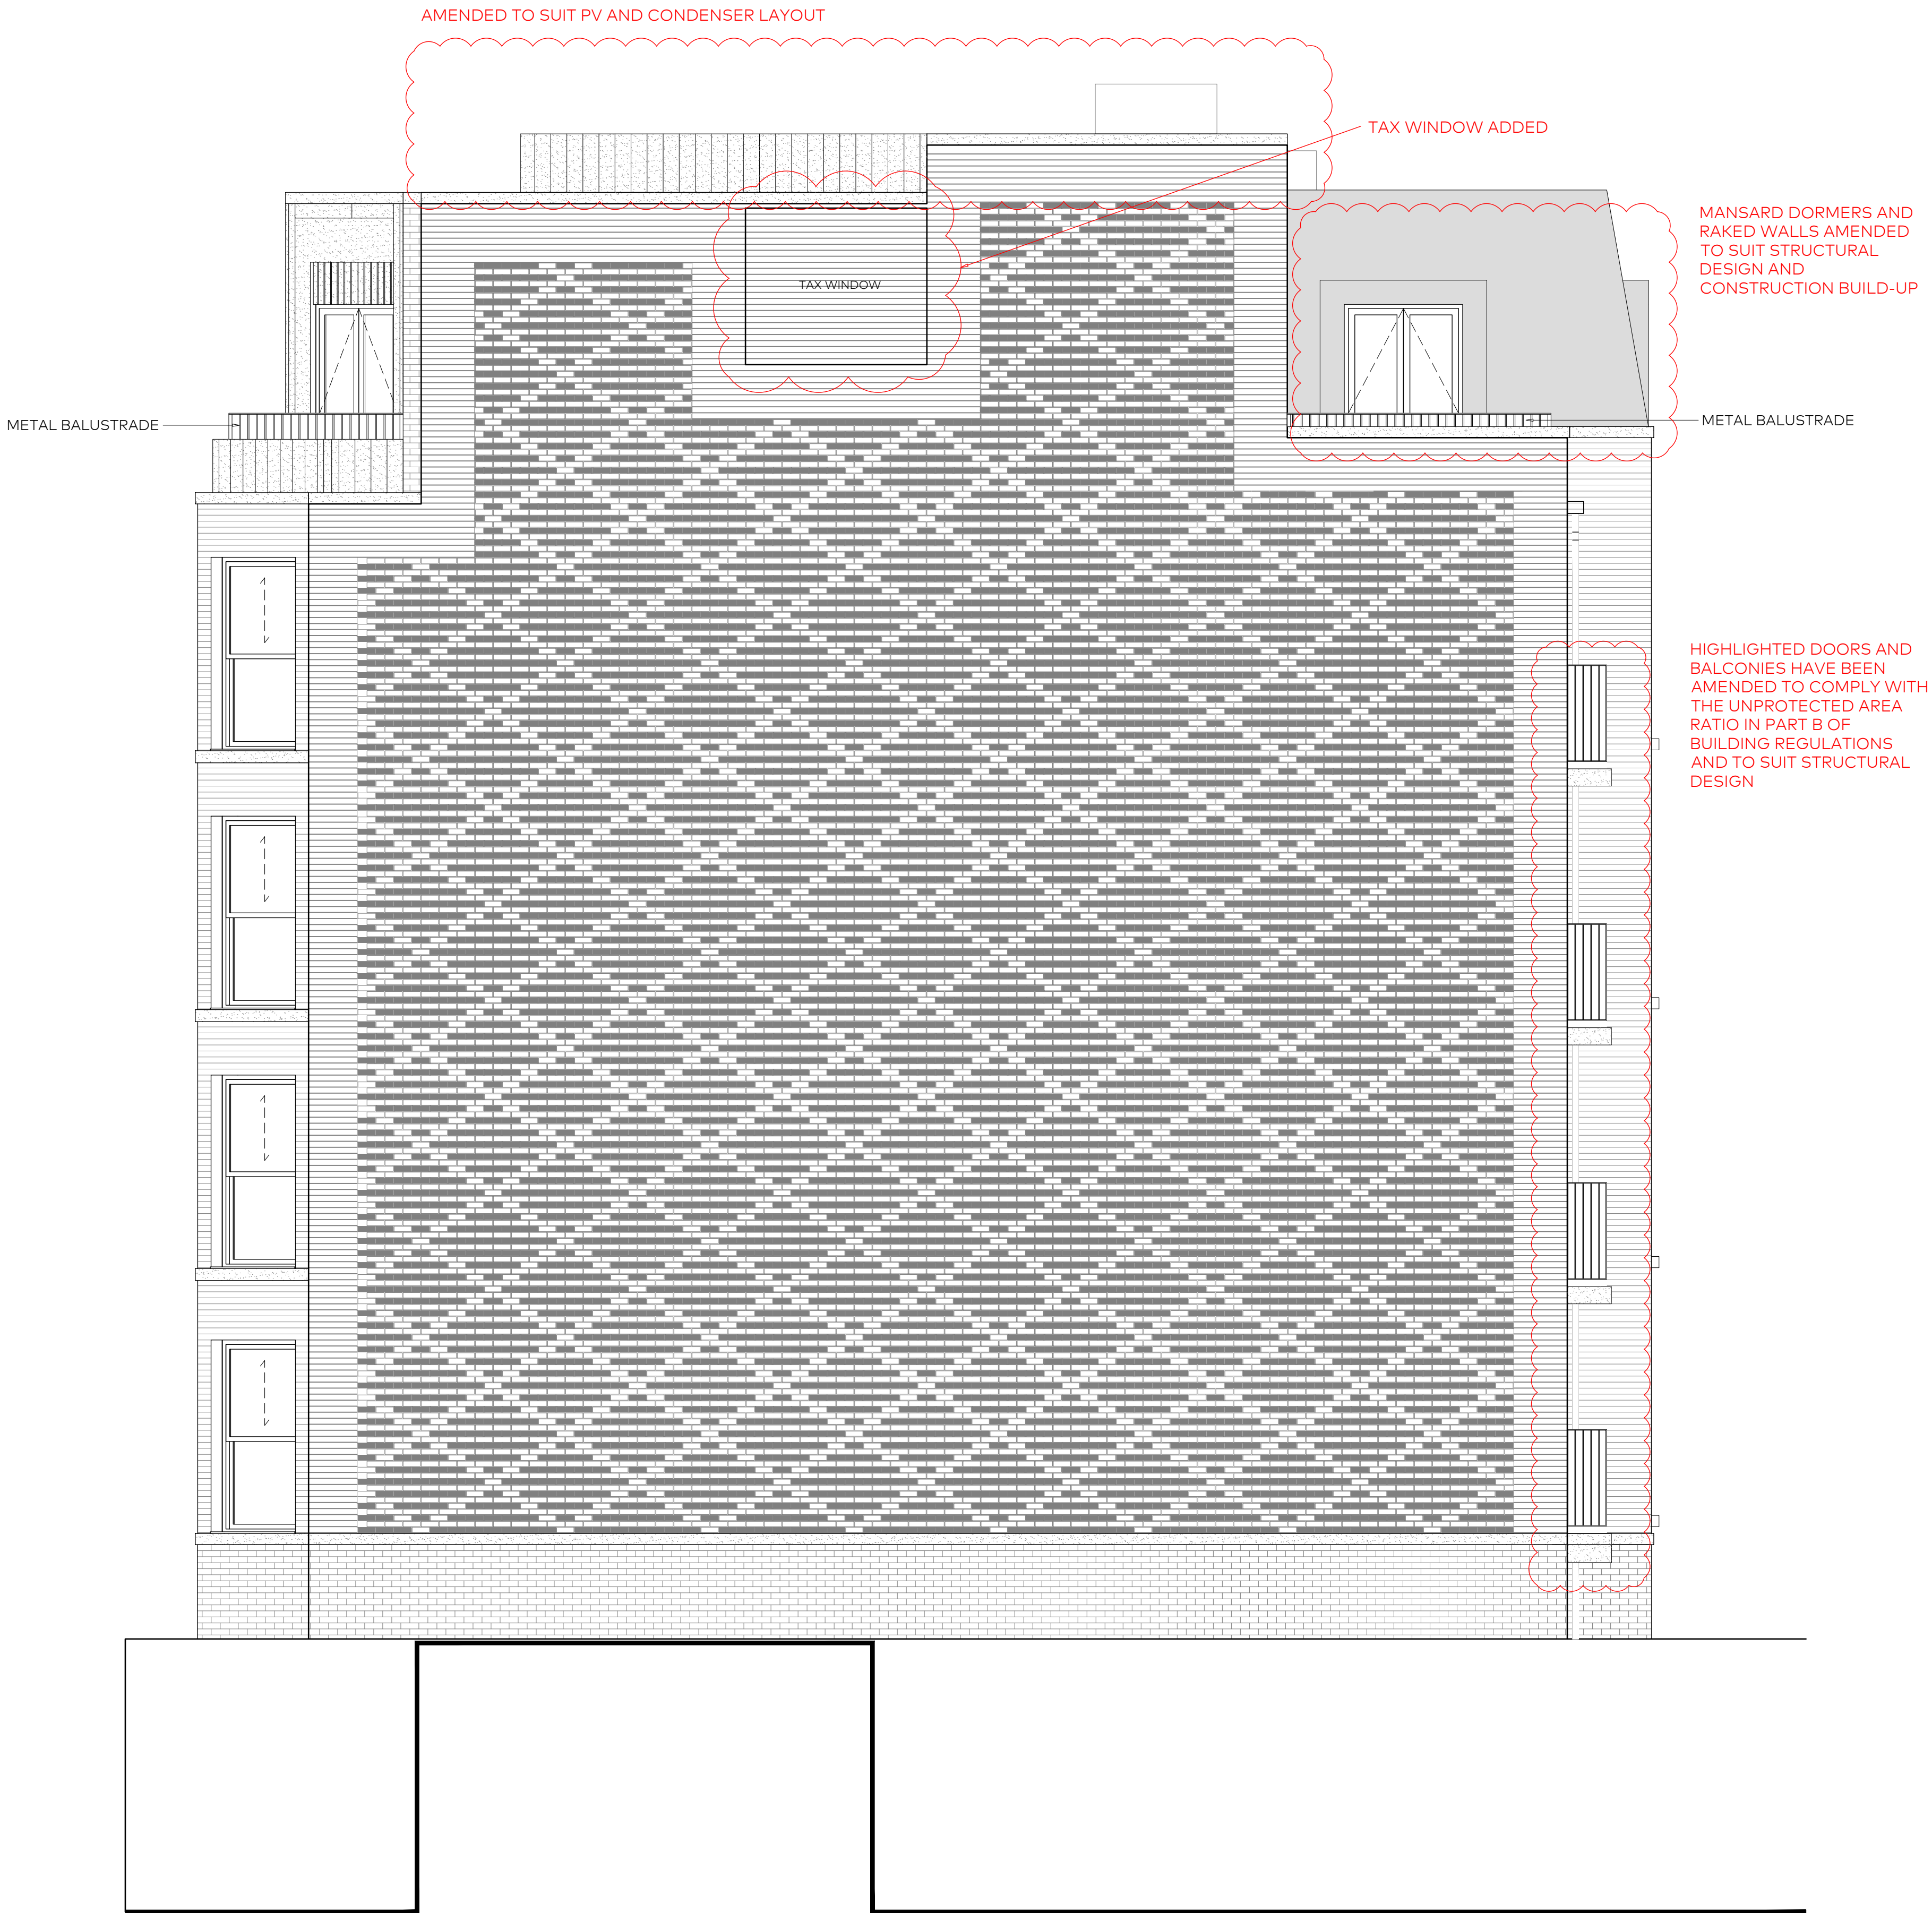 AMENDED TO SUIT PV AND CONDENSER LAYOUT
TAX WINDOW ADDED
MANSARD DORMERS AND
RAKED WALLS AMENDED
TO SUIT STRUCTURAL
DESIGN AND
CONSTRUCTION BUILD-UP
TAX WINDOW
METAL BALUSTRADE
METAL BALUSTRADE
HIGHLIGHTED DOORS AND
BALCONIES HAVE BEEN
AMENDED TO COMPLY WITH
THE UNPROTECTED AREA
RATIO IN PART B OF
BUILDING REGULATIONS
AND TO SUIT STRUCTURAL
DESIGN